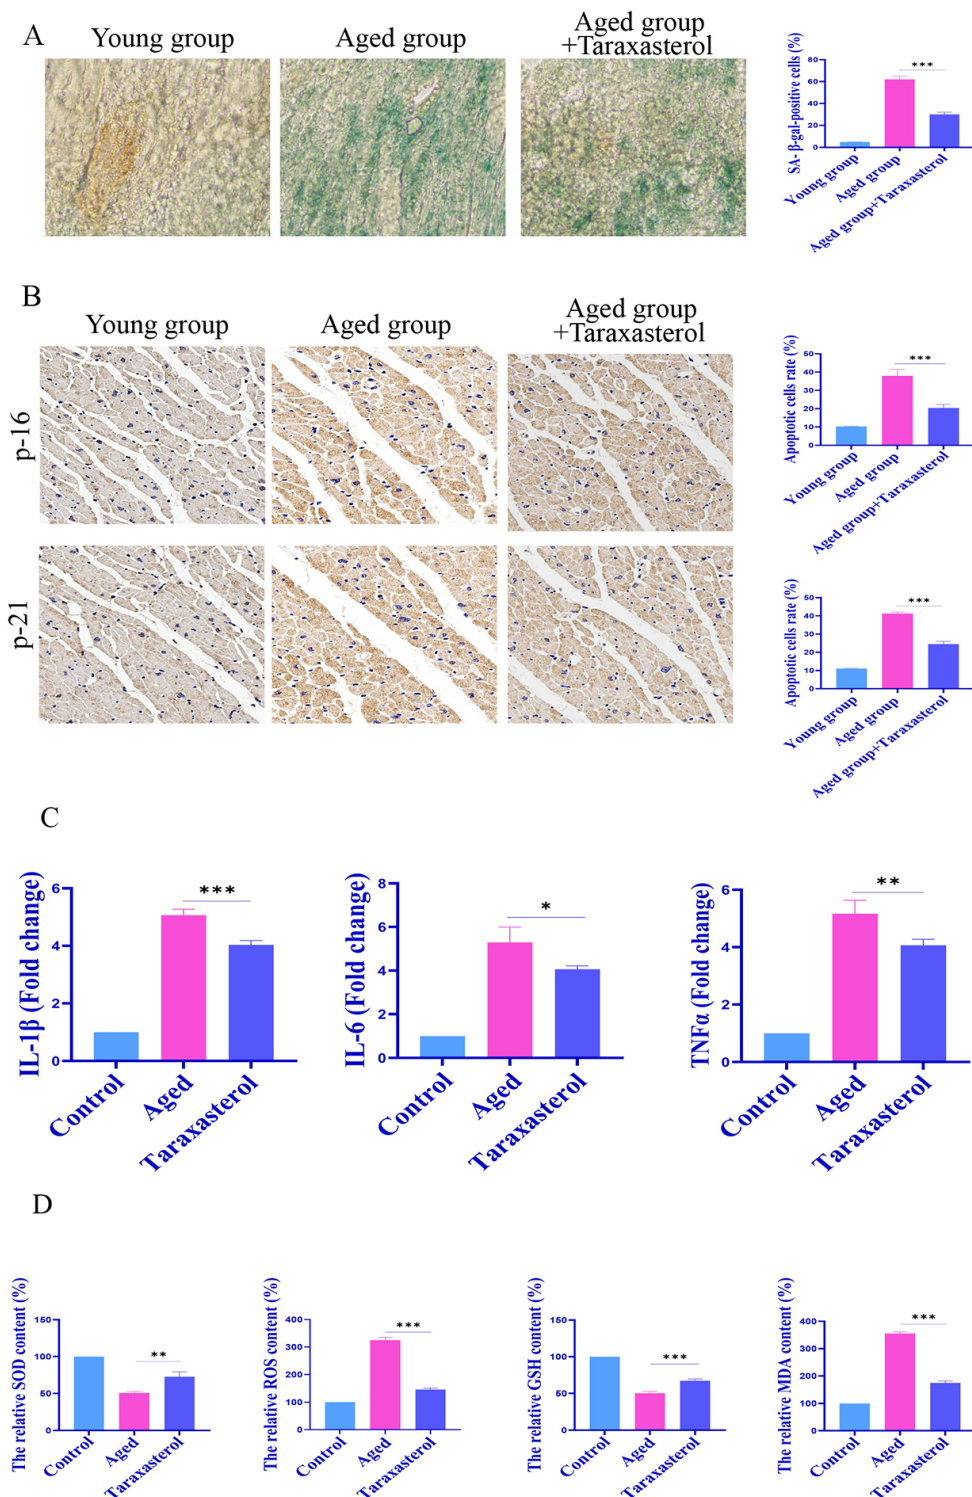 A
Young group
Aged group
Aged group
+Taraxasterol
SA- β-gal-positive cells (%)
80
60
40
20
0
***
Young group
Aged group
Aged group+Taraxasterol
B
Young group
Aged group
Aged group
+Taraxasterol
p-16
p-21
Apoptotic cells rate (%)
50
40
30
20
10
0
***
Young group
Aged group
Aged group+Taraxasterol
Apoptotic cells rate (%)
50
40
30
20
10
0
***
Young group
Aged group
Aged group+Taraxasterol
C
IL-1β (Fold change)
6
4
2
0
***
Control
Aged
Taraxasterol
IL-6 (Fold change)
8
6
4
2
0
*
Control
Aged
Taraxasterol
TNFα (Fold change)
6
4
2
0
**
Control
Aged
Taraxasterol
D
The relative SOD content (%)
150
100
50
0
**
Control
Aged
Taraxasterol
The relative ROS content (%)
400
300
200
100
0
***
Control
Aged
Taraxasterol
The relative GSH content (%)
150
100
50
0
***
Control
Aged
Taraxasterol
The relative MDA content (%)
400
300
200
100
0
***
Control
Aged
Taraxasterol